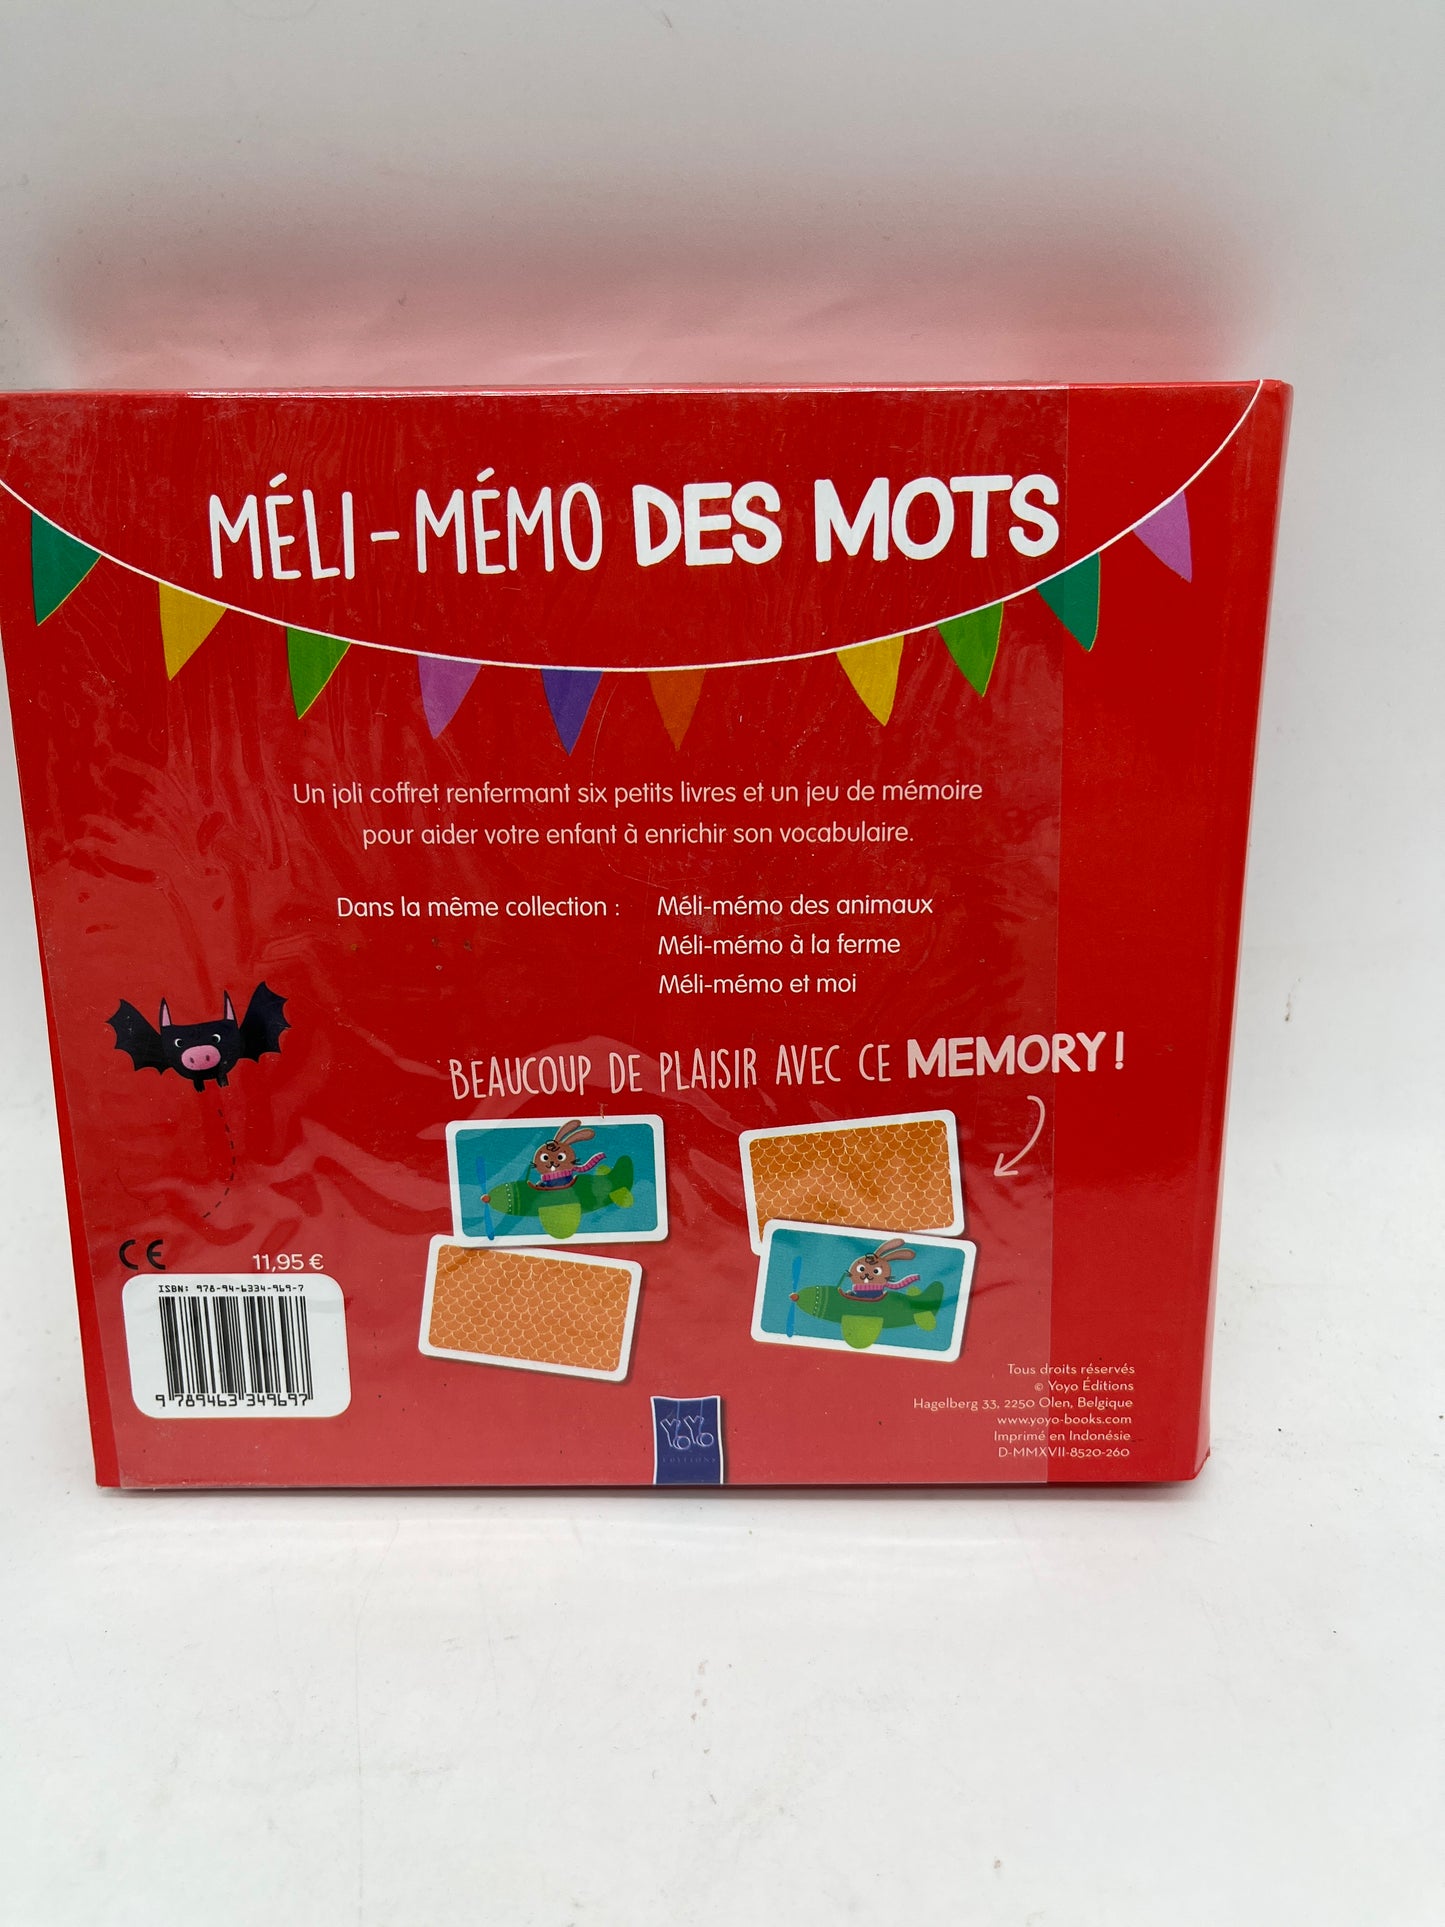 MÉLI-MÉMO DES MOTS
Un joli coffret renfermant six petits livres et un jeu de mémoire
pour aider votre enfant à enrichir son vocabulaire.
Dans la même collection : Méli-mémo des animaux
Méli-mémo à la ferme
Méli-mémo et moi
BEAUCOUP DE PLAISIR AVEC CE MEMORY !
CE
11,95 €
ISBN: 978-94-6334-969-7
9 789463 349697
YOYO
EDITIONS
Tous droits réservés
© Yoyo Éditions
Hagelberg 33, 2250 Olen, Belgique
www.yoyo-books.com
Imprimé en Indonésie
D-MMXVII-8520-260